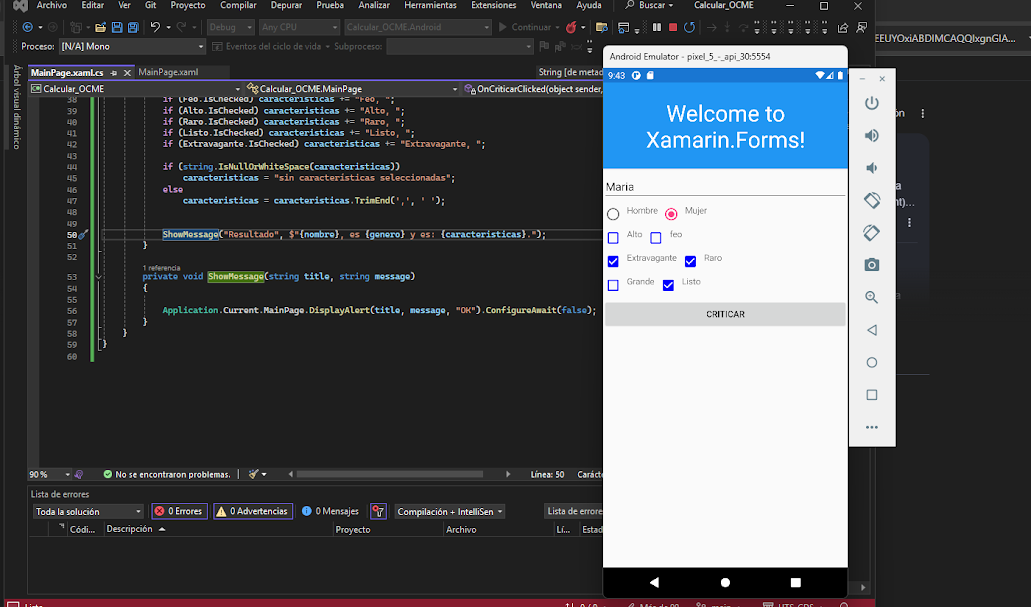 Archivo Editar Ver Git Proyecto Compilar Depurar Prueba Analizar Herramientas Extensiones Ventana Ayuda Buscar Calcular_OCME
Debug Any CPU Calcular_OCME.Android Continuar
Proceso: [N/A] Mono Eventos del ciclo de vida Subproceso:
EEUYOxiABDIMCAQQIxgnGIA...
Árbol visual dinámico
MainPage.xaml.cs MainPage.xaml String [de metad
Calcular_OCME Calcular_OCME.MainPage OnCriticarClicked(object sender,
38 if (Feo.IsChecked) caracteristicas += "Feo, ";
39 if (Alto.IsChecked) caracteristicas += "Alto, ";
40 if (Raro.IsChecked) caracteristicas += "Raro, ";
41 if (Listo.IsChecked) caracteristicas += "Listo, ";
42 if (Extravagante.IsChecked) caracteristicas += "Extravagante, ";
43
44 if (string.IsNullOrWhiteSpace(caracteristicas))
45 caracteristicas = "sin características seleccionadas";
46 else
47 caracteristicas = caracteristicas.TrimEnd(',', ' ');
48
49
50 ShowMessage("Resultado", $"{nombre}, es {genero} y es: {caracteristicas}.");
51 }
52
1 referencia
53 private void ShowMessage(string title, string message)
54 {
55
56 Application.Current.MainPage.DisplayAlert(title, message, "OK").ConfigureAwait(false);
57 }
58 }
59 }
60
90 % No se encontraron problemas. Línea: 50 Carácte
Lista de errores
Toda la solución 0 Errores 0 Advertencias 0 Mensajes Compilación + IntelliSen Lista de errore
Códi... Descripción Proyecto Archivo Lí... Estad
Listo
Android Emulator - pixel_5_-_api_30:5554
9:43
Welcome to
Xamarin.Forms!
Maria
Hombre Mujer
Alto feo
Extravagante Raro
Grande Listo
CRITICAR